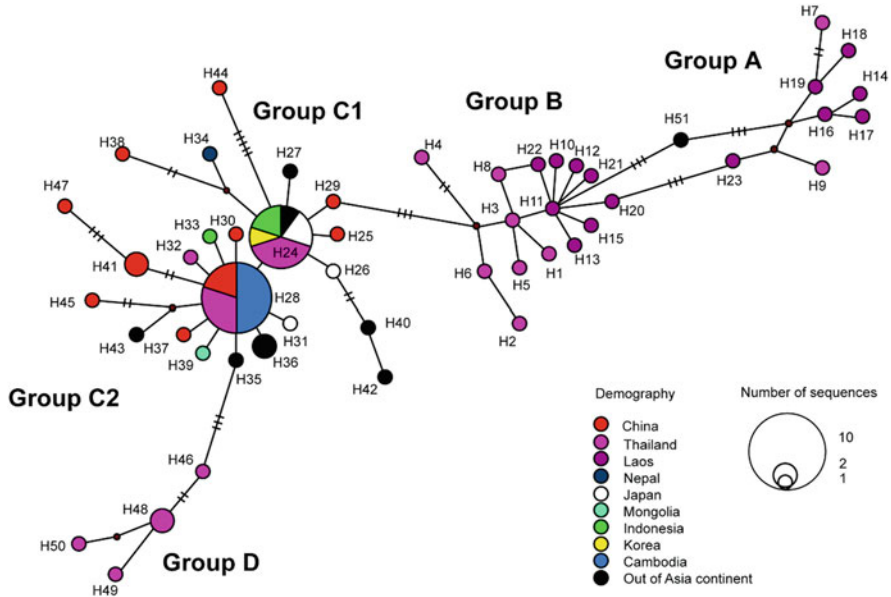 H7
H18
Group A
H19
H14
H44
Group C1
Group B
H51
H16
H17
H38
H34
H27
H4
H22
H10
H12
H8
H21
H23
H9
H47
H29
H11
H20
H33
H30
H3
H15
H32
H24
H25
H13
H41
H26
H6
H5
H1
H45
H28
H40
H43
H37
H31
H2
H39
H36
H35
H42
Group C2
Demography
China
Thailand
Laos
Nepal
Japan
Mongolia
Indonesia
Korea
Cambodia
Out of Asia continent
Number of sequences
10
2
1
H46
H48
H50
Group D
H49